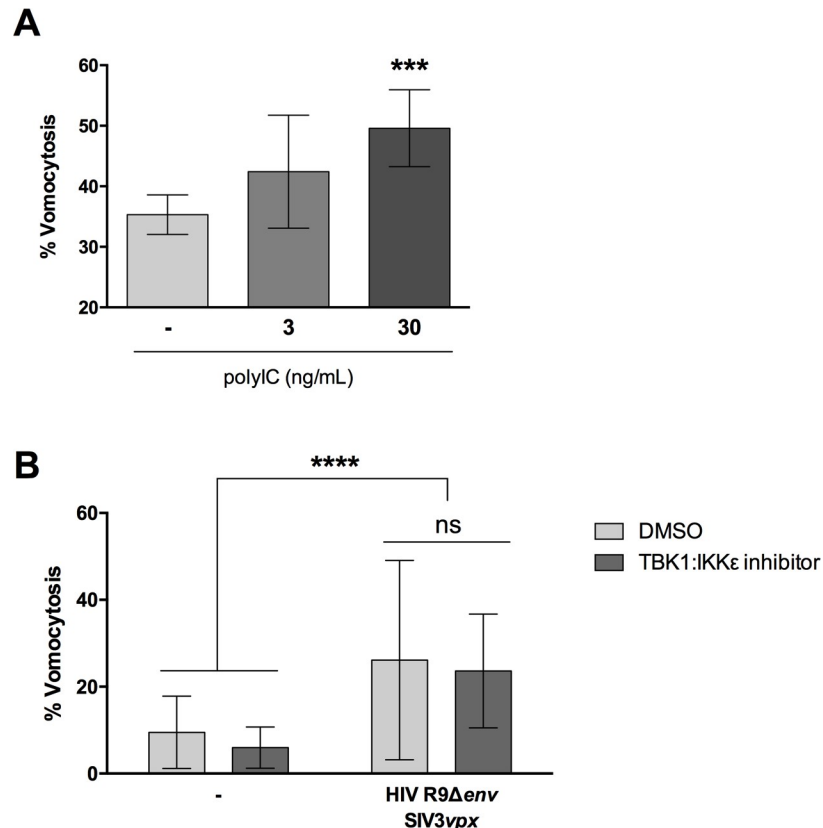 A
60
50
40
30
20
% Vomocytosis
***
- 3 30
polyIC (ng/mL)
B
****
ns
60
40
20
0
% Vomocytosis
DMSO
TBK1:IKKε inhibitor
- HIV R9Δenv
SIV3vpx